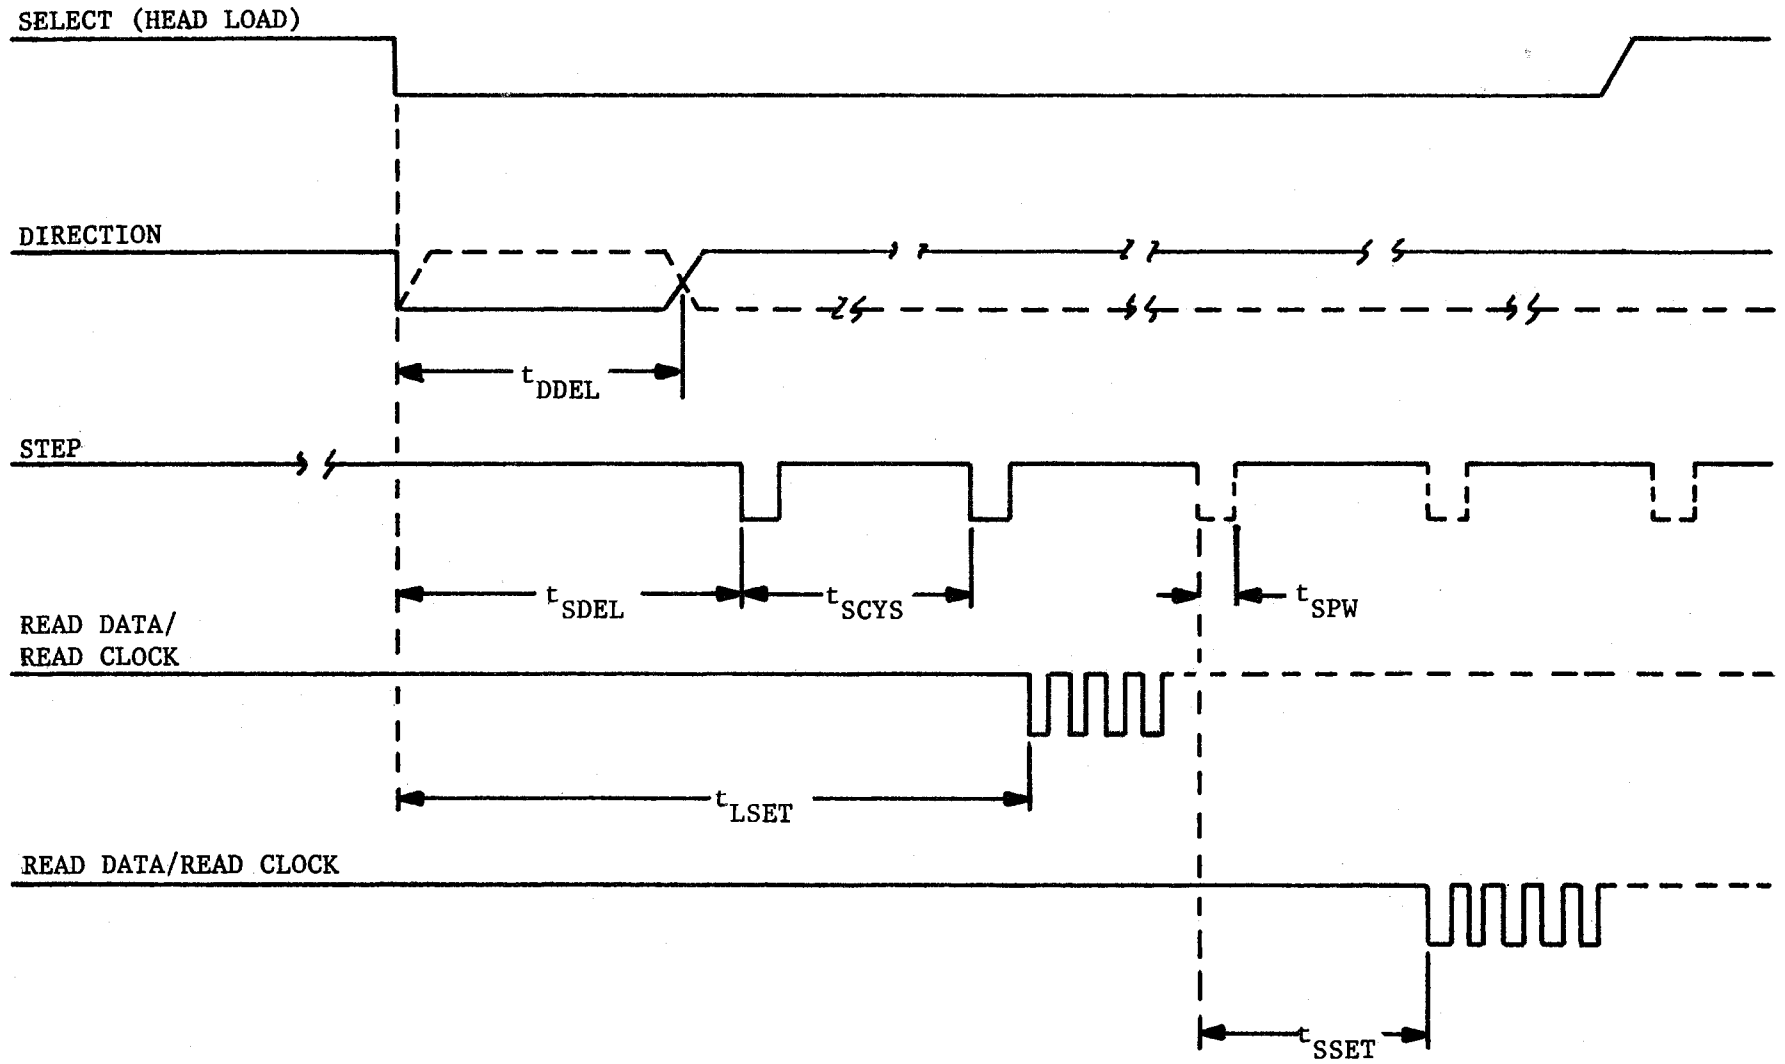 SELECT (HEAD LOAD)
DIRECTION
tDDEL
STEP
tSDEL
tSCYS
tSPW
READ DATA/
READ CLOCK
tLSET
READ DATA/READ CLOCK
tSSET